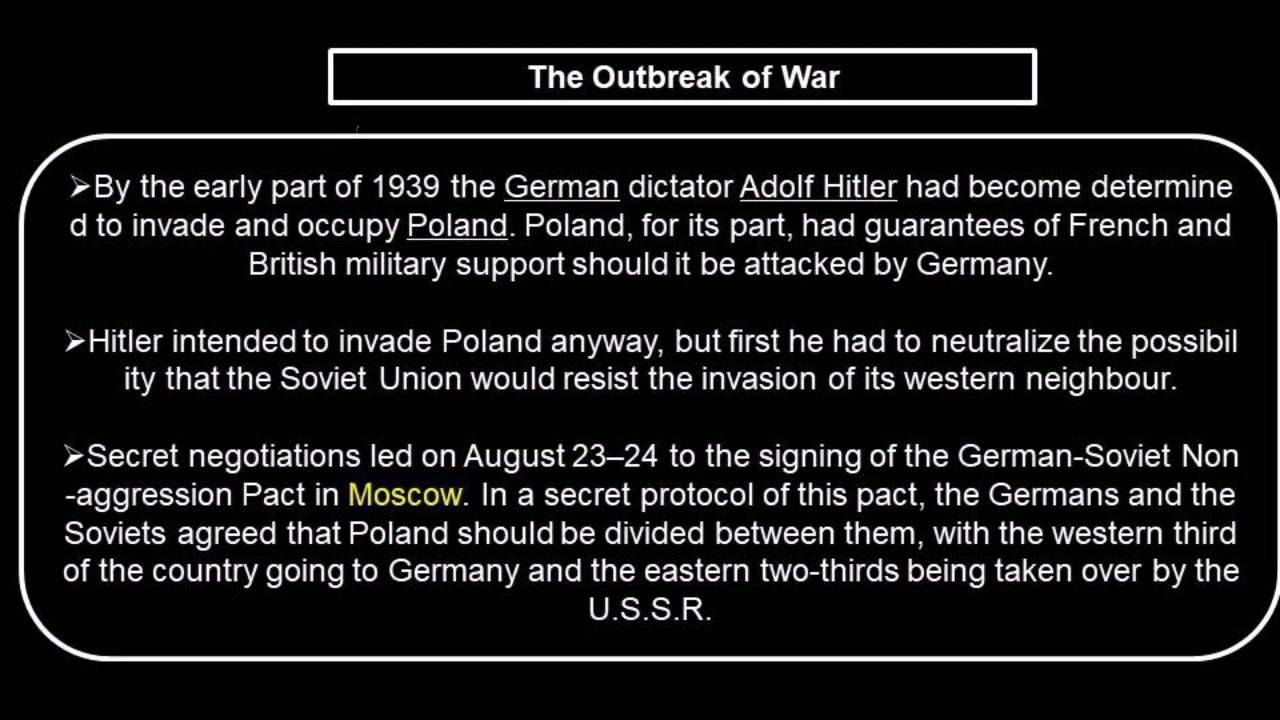 The Outbreak of War
➢By the early part of 1939 the German dictator Adolf Hitler had become determine
d to invade and occupy Poland. Poland, for its part, had guarantees of French and
British military support should it be attacked by Germany.
➢Hitler intended to invade Poland anyway, but first he had to neutralize the possibil
ity that the Soviet Union would resist the invasion of its western neighbour.
➢Secret negotiations led on August 23–24 to the signing of the German-Soviet Non
-aggression Pact in Moscow. In a secret protocol of this pact, the Germans and the
Soviets agreed that Poland should be divided between them, with the western third
of the country going to Germany and the eastern two-thirds being taken over by the
U.S.S.R.